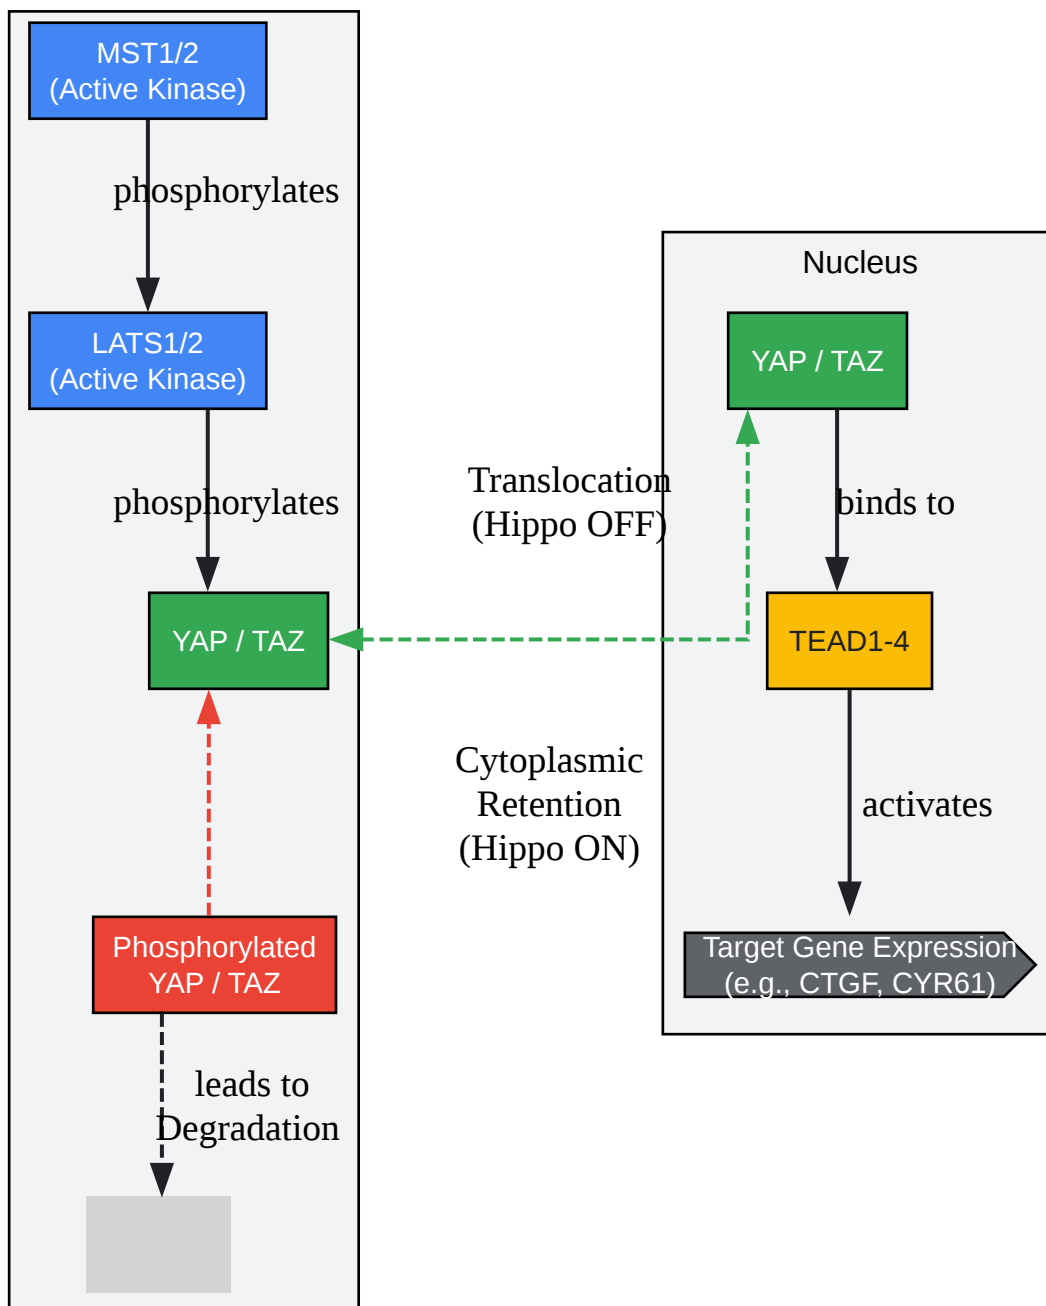 MST1/2
(Active Kinase)
phosphorylates
LATS1/2
(Active Kinase)
phosphorylates
YAP / TAZ
Phosphorylated
YAP / TAZ
leads to
Degradation
Translocation
(Hippo OFF)
Cytoplasmic
Retention
(Hippo ON)
Nucleus
YAP / TAZ
binds to
TEAD1-4
activates
Target Gene Expression
(e.g., CTGF, CYR61)